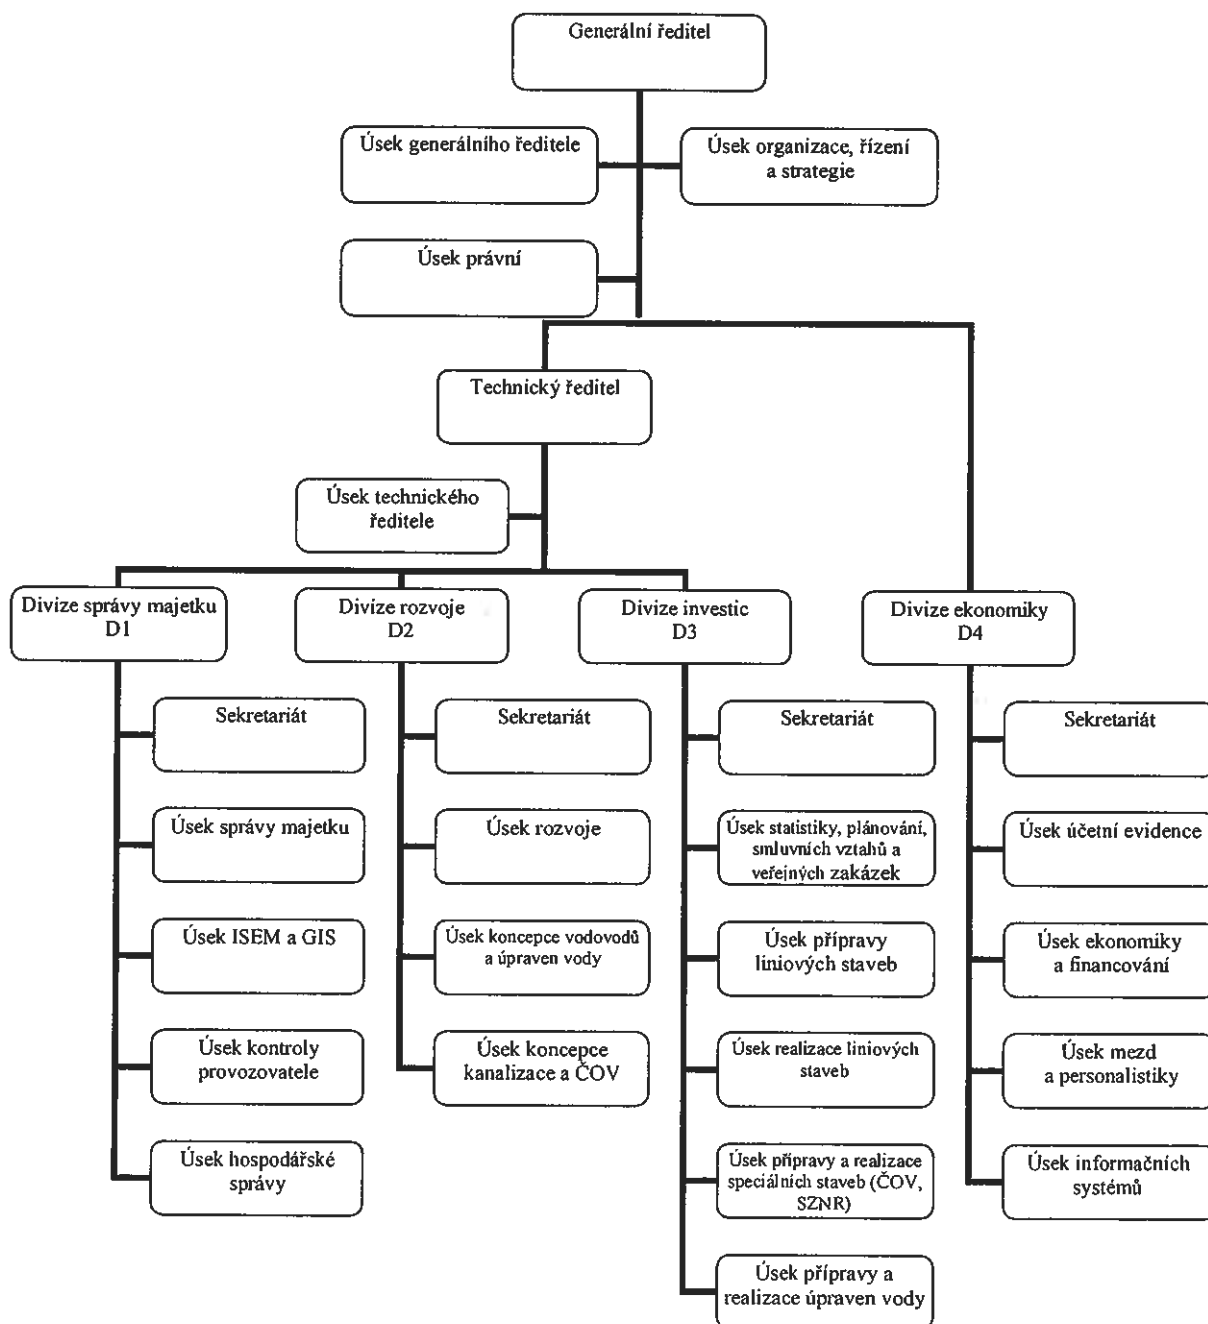 Generální ředitel
Úsek generálního ředitele
Úsek organizace, řízení
a strategie
Úsek právní
Technický ředitel
Úsek technického
ředitele
Divize správy majetku
D1
Divize rozvoje
D2
Divize investic
D3
Divize ekonomiky
D4
Sekretariát
Úsek správy majetku
Úsek ISEM a GIS
Úsek kontroly
provozovatele
Úsek hospodářské
správy
Sekretariát
Úsek rozvoje
Úsek koncepce vodovodů
a úpraven vody
Úsek koncepce
kanalizace a ČOV
Sekretariát
Úsek statistiky, plánování,
smluvních vztahů a
veřejných zakázek
Úsek přípravy
liniových staveb
Úsek realizace liniových
staveb
Úsek přípravy a realizace
speciálních staveb (ČOV,
SZNR)
Úsek přípravy a
realizace úpraven vody
Sekretariát
Úsek účetní evidence
Úsek ekonomiky
a financování
Úsek mezd
a personalistiky
Úsek informačních
systémů